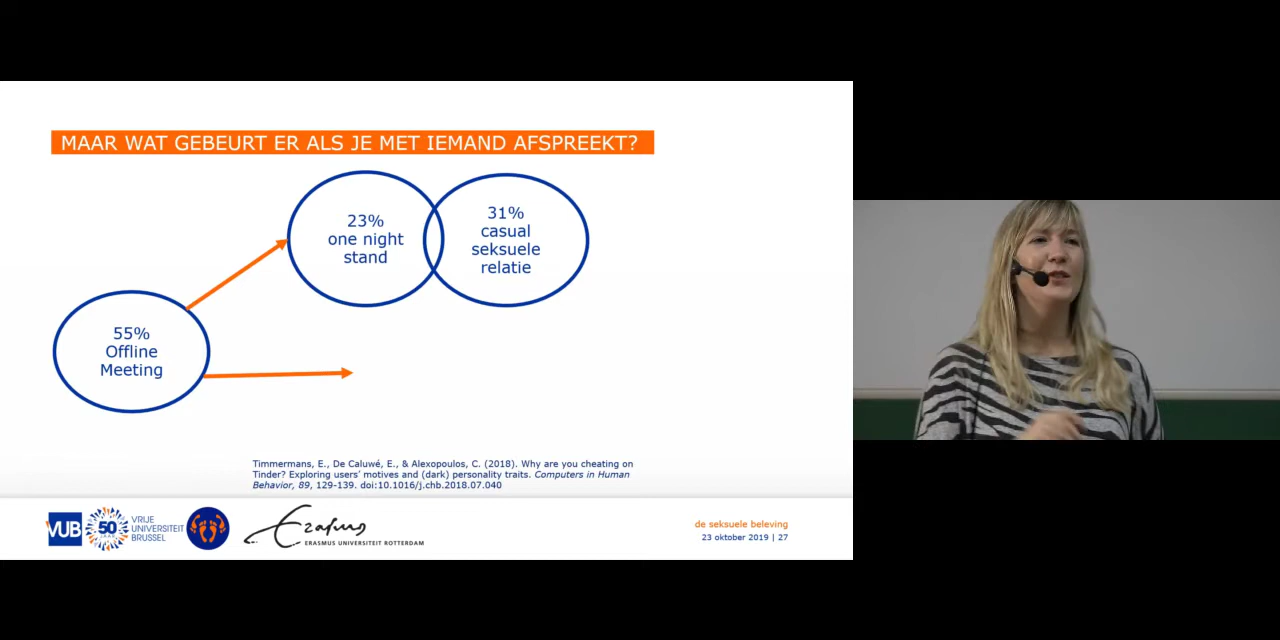 MAAR WAT GEBEURT ER ALS JE MET IEMAND AFSPREEKT?
23%
one night
stand
31%
casual
seksuele
relatie
55%
Offline
Meeting
Timmermans, E., De Caluwé, E., & Alexopoulos, C. (2018). Why are you cheating on
Tinder? Exploring users' motives and (dark) personality traits. Computers in Human
Behavior, 89, 129-139. doi:10.1016/j.chb.2018.07.040
VUB
50
JAAR
VRIJE
UNIVERSITEIT
BRUSSEL
Erasmus
ERASMUS UNIVERSITEIT ROTTERDAM
de seksuele beleving
23 oktober 2019 | 27